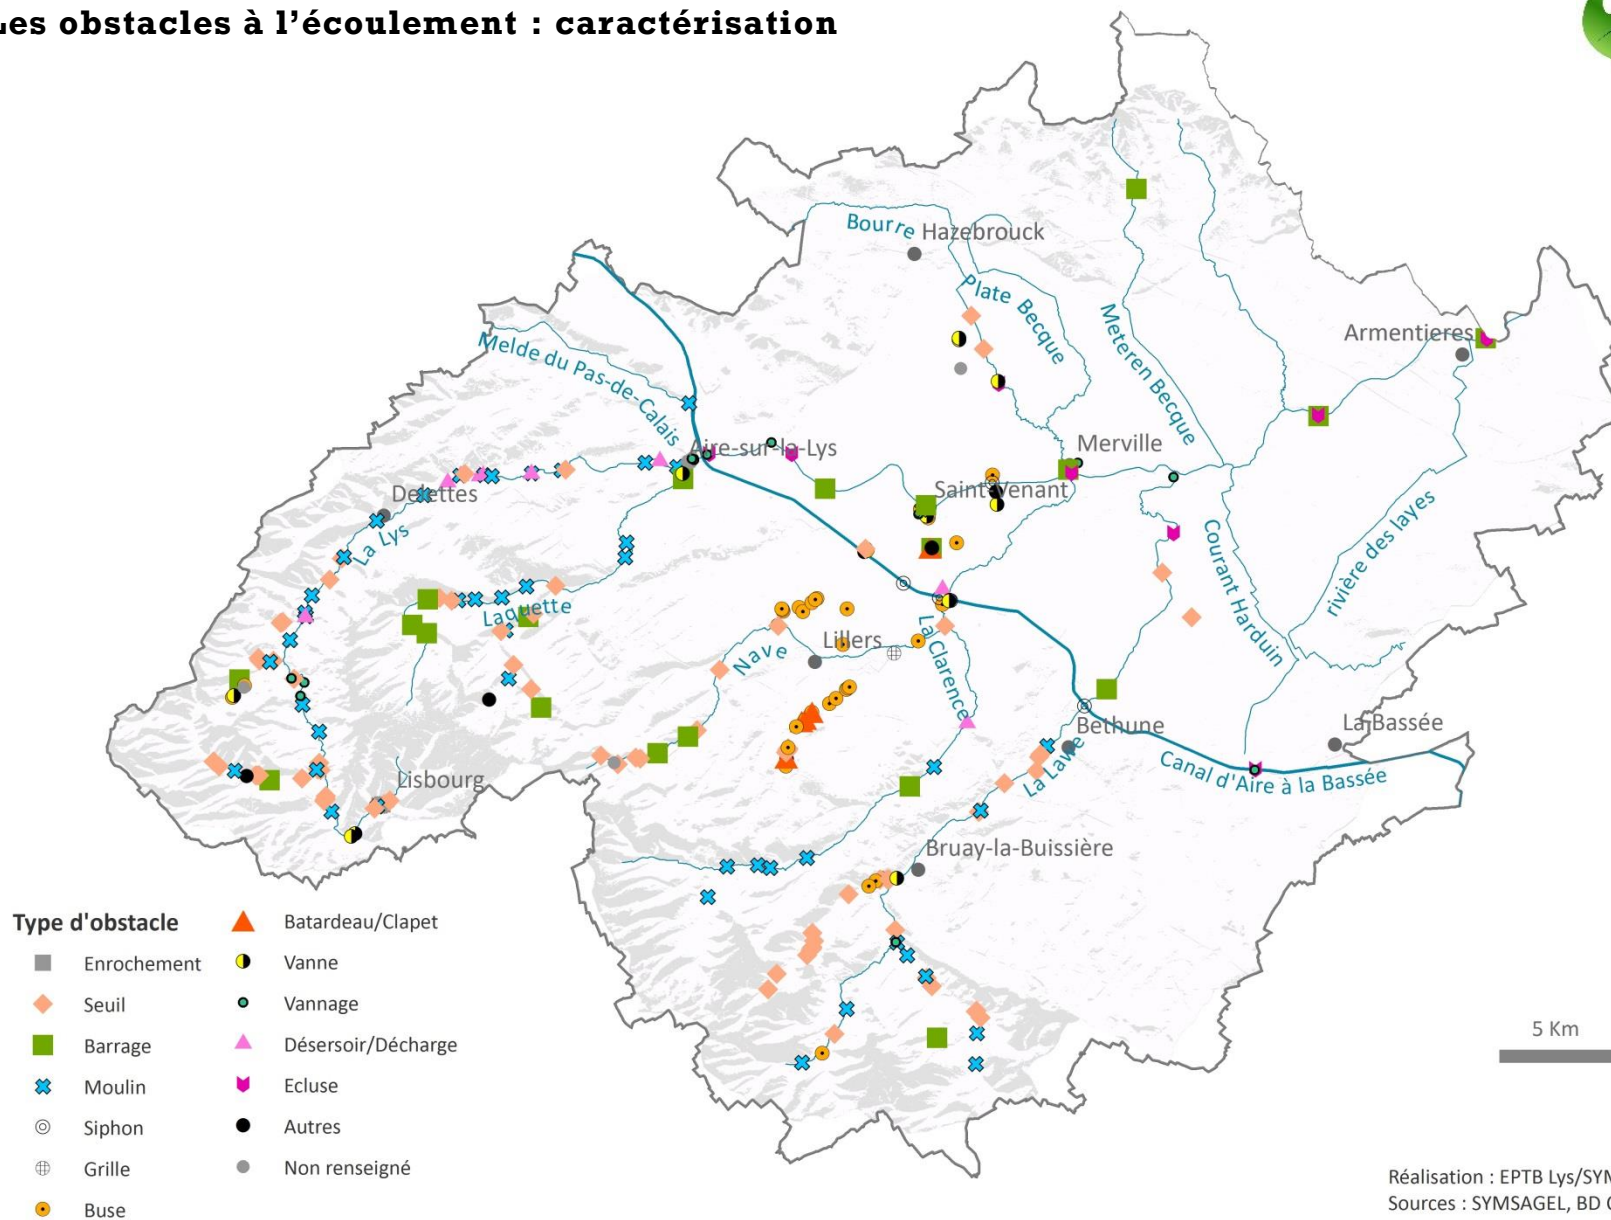 es obstacles à l'écoulement : caractérisation
Bourre
Hazebrouck
Plate Becque
Meteren Becque
Armentieres
Melde du Pas-de-Calais
Aire-sur-la-Lys
Merville
Delettes
Saint-Venant
La Lys
Courant Harduin
rivière des layes
Laquette
Lillers
Nave
La Clarence
Bethune
La Bassée
Lisbourg
La Lawe
Canal d'Aire à la Bassée
Bruay-la-Buissière
Type d'obstacle
Enrochement
Seuil
Barrage
Moulin
Siphon
Grille
Buse
Batardeau/Clapet
Vanne
Vannage
Désersoir/Décharge
Ecluse
Autres
Non renseigné
5 Km
Réalisation : EPTB Lys/SYM
Sources : SYMSAGEL, BD